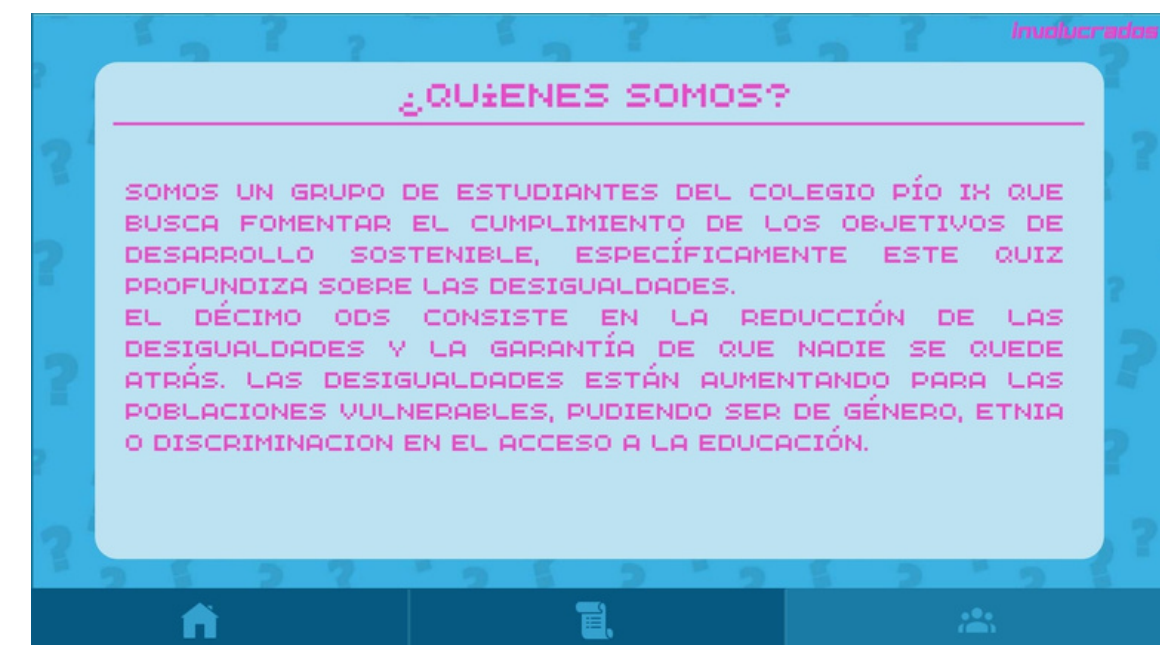 Involucrados
¿QUiENES SOMOS?
SOMOS UN GRUPO DE ESTUDIANTES DEL COLEGIO PÍO IX QUE
BUSCA FOMENTAR EL CUMPLIMIENTO DE LOS OBJETIVOS DE
DESARROLLO SOSTENIBLE, ESPECÍFICAMENTE ESTE QUIZ
PROFUNDIZA SOBRE LAS DESIGUALDADES.
EL DÉCIMO ODS CONSISTE EN LA REDUCCIÓN DE LAS
DESIGUALDADES Y LA GARANTÍA DE QUE NADIE SE QUEDE
ATRÁS. LAS DESIGUALDADES ESTÁN AUMENTANDO PARA LAS
POBLACIONES VULNERABLES, PUDIENDO SER DE GÉNERO, ETNIA
O DISCRIMINACION EN EL ACCESO A LA EDUCACIÓN.